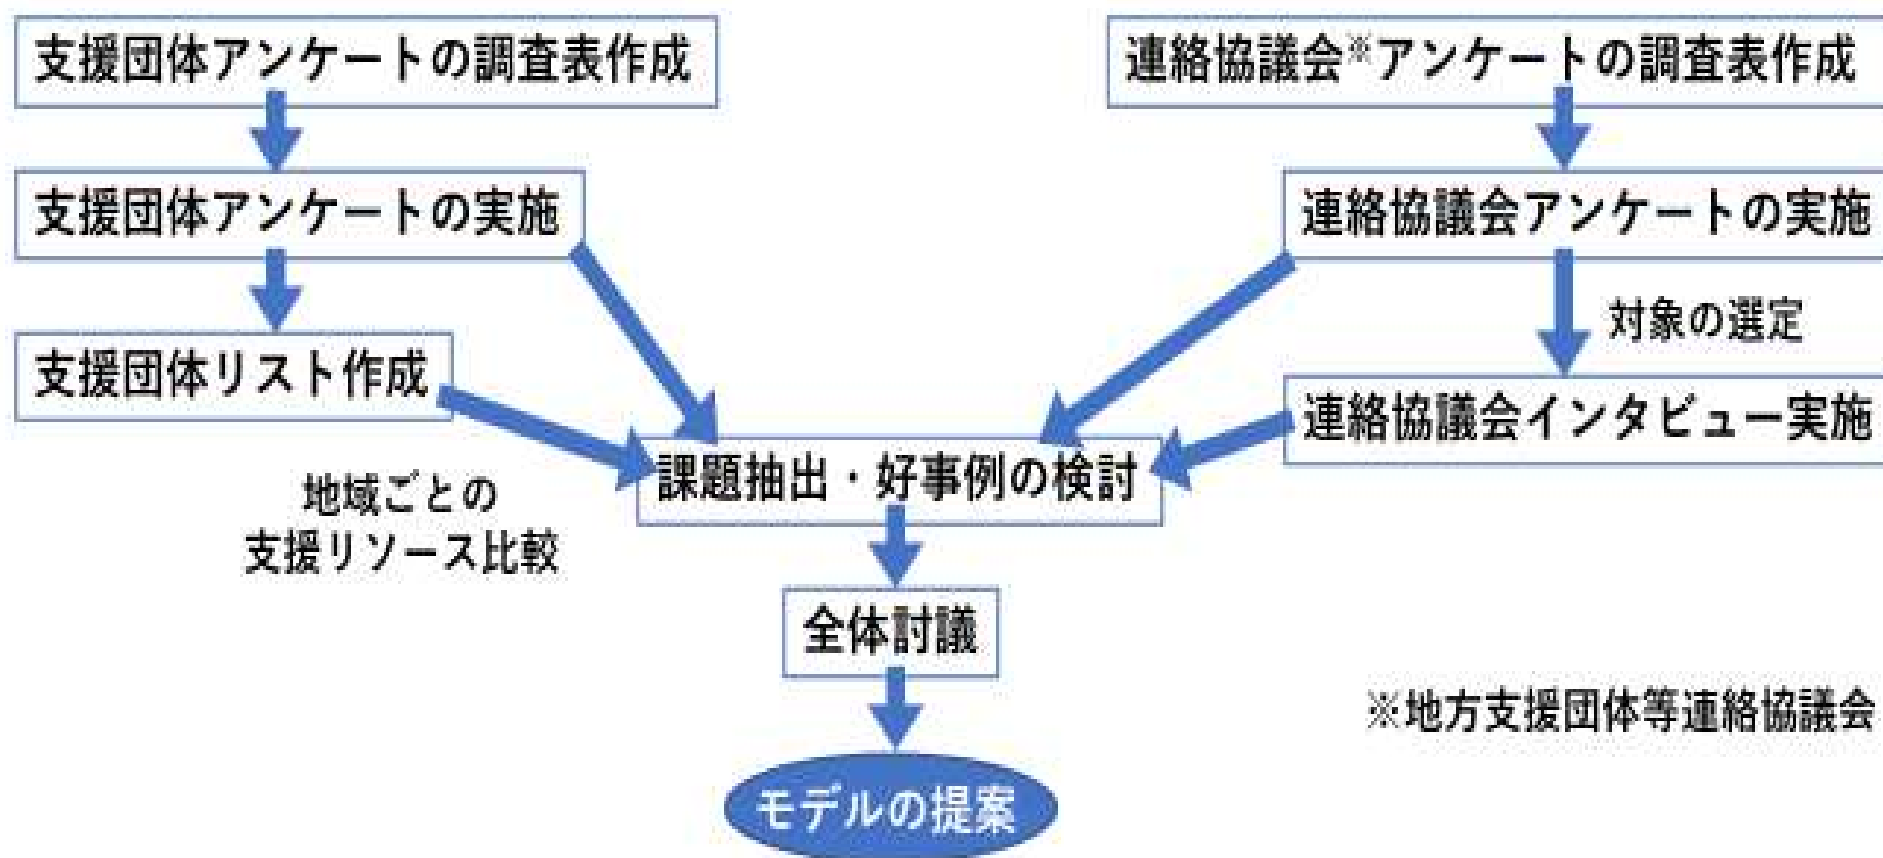 支援団体アンケートの調査表作成
連絡協議会※アンケートの調査表作成
支援団体アンケートの実施
連絡協議会アンケートの実施
対象の選定
支援団体リスト作成
連絡協議会インタビュー実施
課題抽出・好事例の検討
地域ごとの
支援リソース比較
全体討議
※地方支援団体等連絡協議会
モデルの提案